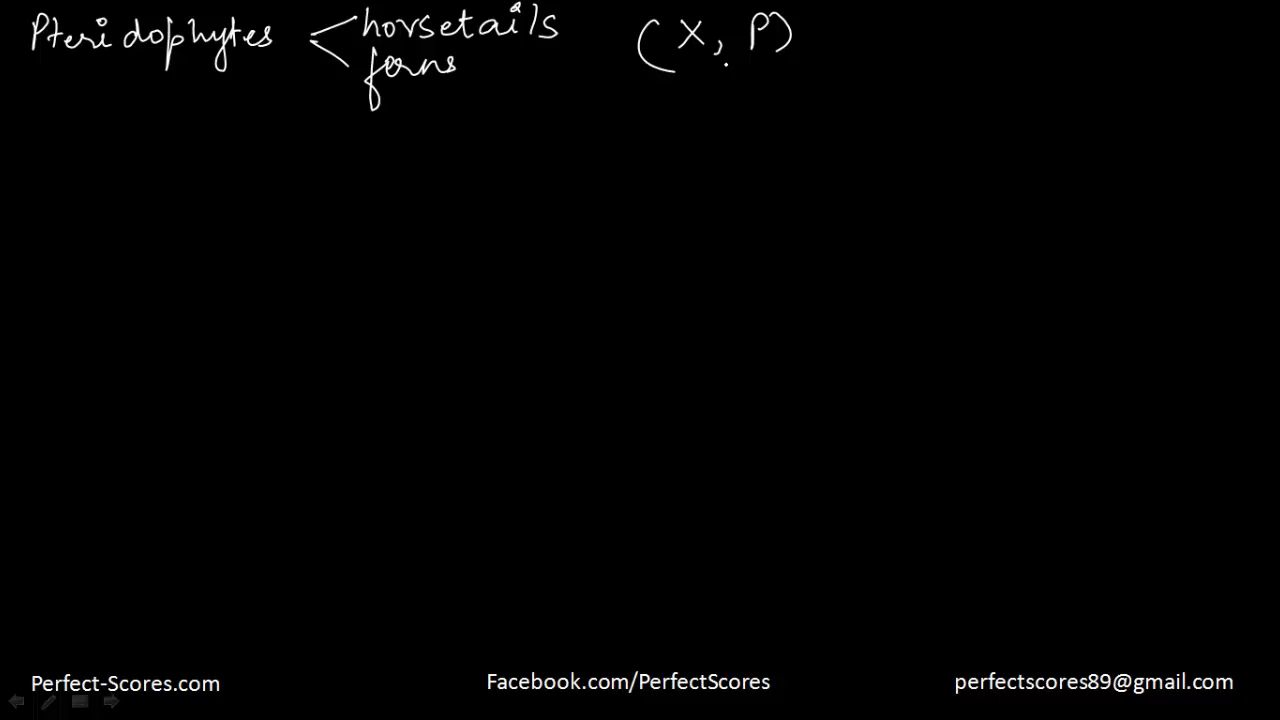 Pteridophytes < horsetails (X, P)
ferns
Perfect-Scores.com Facebook.com/PerfectScores perfectscores89@gmail.com